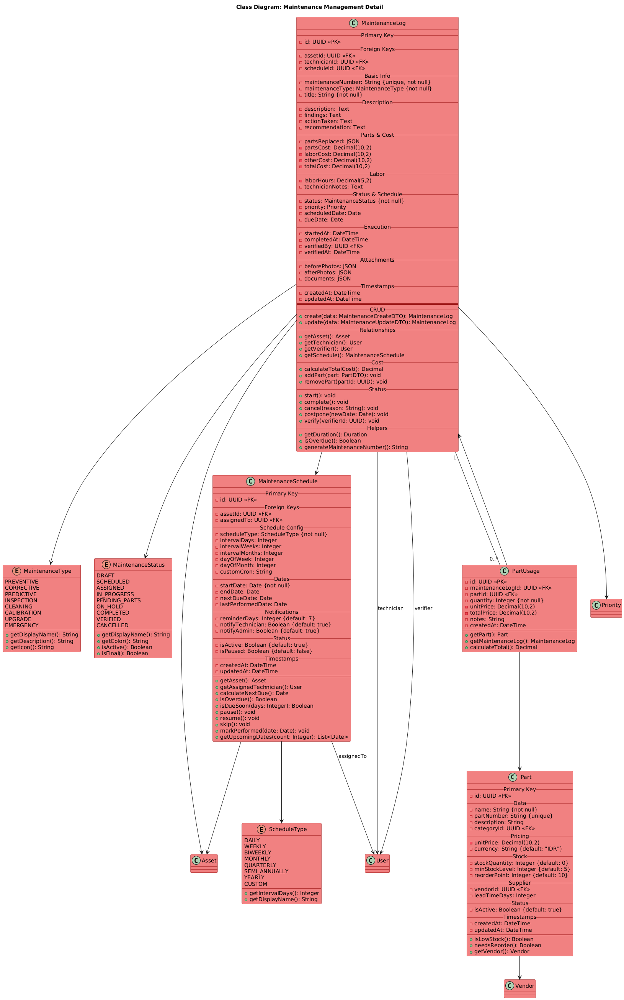 Class Diagram: Maintenance Management Detail
C MaintenanceLog
Primary Key
id: UUID «PK»
Foreign Keys
assetId: UUID «FK»
technicianId: UUID «FK»
scheduleId: UUID «FK»
Basic Info
maintenanceNumber: String {unique, not null}
maintenanceType: MaintenanceType {not null}
title: String {not null}
Description
description: Text
findings: Text
actionTaken: Text
recommendation: Text
Parts & Cost
partsReplaced: JSON
partsCost: Decimal(10,2)
laborCost: Decimal(10,2)
otherCost: Decimal(10,2)
totalCost: Decimal(10,2)
Labor
laborHours: Decimal(5,2)
technicianNotes: Text
Status & Schedule
status: MaintenanceStatus {not null}
priority: Priority
scheduledDate: Date
dueDate: Date
Execution
startedAt: DateTime
completedAt: DateTime
verifiedBy: UUID «FK»
verifiedAt: DateTime
Attachments
beforePhotos: JSON
afterPhotos: JSON
documents: JSON
Timestamps
createdAt: DateTime
updatedAt: DateTime
CRUD
create(data: MaintenanceCreateDTO): MaintenanceLog
update(data: MaintenanceUpdateDTO): MaintenanceLog
Relationships
getAsset(): Asset
getTechnician(): User
getVerifier(): User
getSchedule(): MaintenanceSchedule
Cost
calculateTotalCost(): Decimal
addPart(part: PartDTO): void
removePart(partId: UUID): void
Status
start(): void
complete(): void
cancel(reason: String): void
postpone(newDate: Date): void
verify(verifierId: UUID): void
Helpers
getDuration(): Duration
isOverdue(): Boolean
generateMaintenanceNumber(): String
1
0..*
technician
verifier
E MaintenanceType
PREVENTIVE
CORRECTIVE
PREDICTIVE
INSPECTION
CLEANING
CALIBRATION
UPGRADE
EMERGENCY
getDisplayName(): String
getDescription(): String
getIcon(): String
E MaintenanceStatus
DRAFT
SCHEDULED
ASSIGNED
IN_PROGRESS
PENDING_PARTS
ON_HOLD
COMPLETED
VERIFIED
CANCELLED
getDisplayName(): String
getColor(): String
isActive(): Boolean
isFinal(): Boolean
C MaintenanceSchedule
Primary Key
id: UUID «PK»
Foreign Keys
assetId: UUID «FK»
assignedTo: UUID «FK»
Schedule Config
scheduleType: ScheduleType {not null}
intervalDays: Integer
intervalWeeks: Integer
intervalMonths: Integer
dayOfWeek: Integer
dayOfMonth: Integer
customCron: String
Dates
startDate: Date {not null}
endDate: Date
nextDueDate: Date
lastPerformedDate: Date
Notifications
reminderDays: Integer {default: 7}
notifyTechnician: Boolean {default: true}
notifyAdmin: Boolean {default: true}
Status
isActive: Boolean {default: true}
isPaused: Boolean {default: false}
Timestamps
createdAt: DateTime
updatedAt: DateTime
getAsset(): Asset
getAssignedTechnician(): User
calculateNextDue(): Date
isOverdue(): Boolean
isDueSoon(days: Integer): Boolean
pause(): void
resume(): void
skip(): void
markPerformed(date: Date): void
getUpcomingDates(count: Integer): List<Date>
assignedTo
C PartUsage
id: UUID «PK»
maintenanceLogId: UUID «FK»
partId: UUID «FK»
quantity: Integer {not null}
unitPrice: Decimal(10,2)
totalPrice: Decimal(10,2)
notes: String
createdAt: DateTime
getPart(): Part
getMaintenanceLog(): MaintenanceLog
calculateTotal(): Decimal
C Priority
C Asset
E ScheduleType
DAILY
WEEKLY
BIWEEKLY
MONTHLY
QUARTERLY
SEMI_ANNUALLY
YEARLY
CUSTOM
getIntervalDays(): Integer
getDisplayName(): String
C User
C Part
Primary Key
id: UUID «PK»
Data
name: String {not null}
partNumber: String {unique}
description: String
categoryId: UUID «FK»
Pricing
unitPrice: Decimal(10,2)
currency: String {default: "IDR"}
Stock
stockQuantity: Integer {default: 0}
minStockLevel: Integer {default: 5}
reorderPoint: Integer {default: 10}
Supplier
vendorId: UUID «FK»
leadTimeDays: Integer
Status
isActive: Boolean {default: true}
Timestamps
createdAt: DateTime
updatedAt: DateTime
isLowStock(): Boolean
needsReorder(): Boolean
getVendor(): Vendor
C Vendor